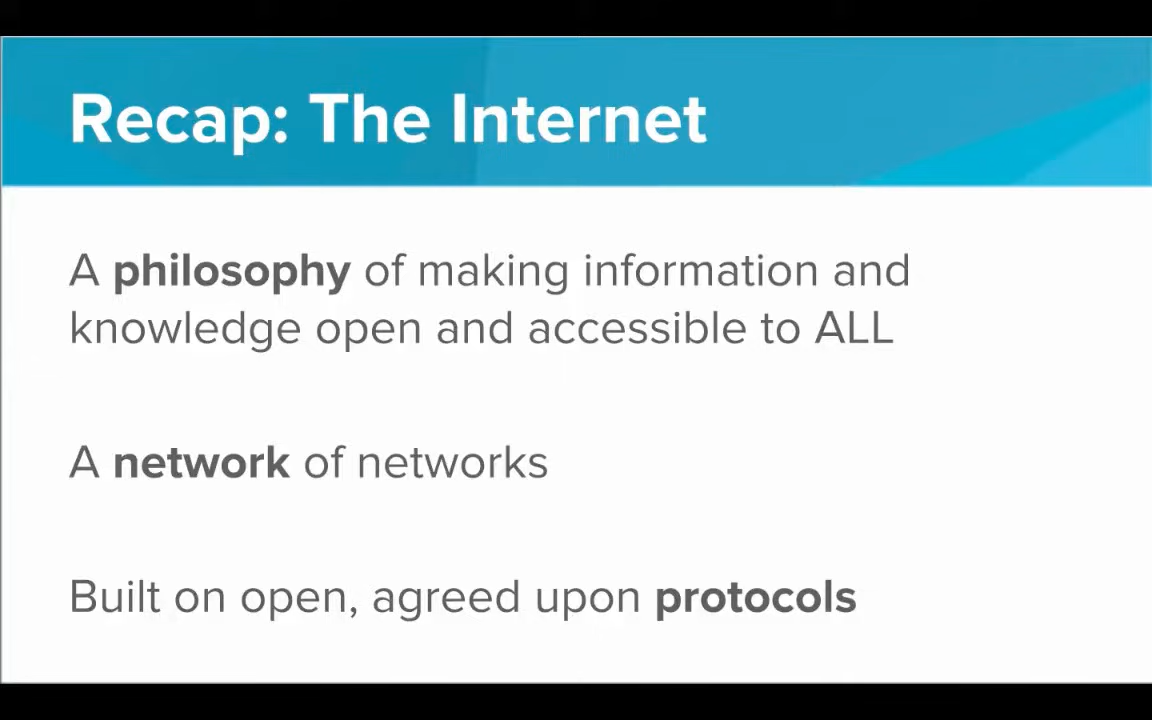 Recap: The Internet
A philosophy of making information and
knowledge open and accessible to ALL
A network of networks
Built on open, agreed upon protocols